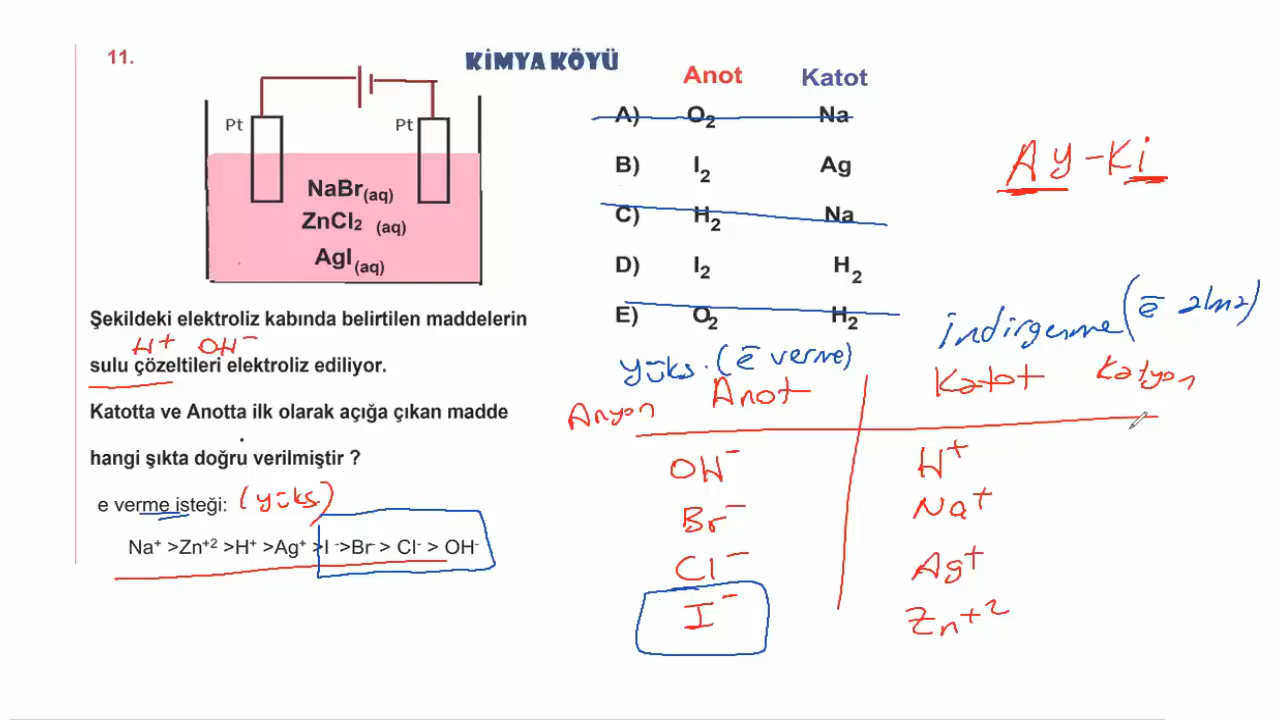 11.
KİMYA KÖYÜ
Pt
Pt
NaBr(aq)
ZnCl2 (aq)
AgI(aq)
Şekildeki elektroliz kabında belirtilen maddelerin
H+ OH-
sulu çözeltileri elektroliz ediliyor.
Katotta ve Anotta ilk olarak açığa çıkan madde
hangi şıkta doğru verilmiştir ?
e verme isteği: (yüks)
Na+ >Zn+2 >H+ >Ag+ >I ->Br-> Cl- > OH-
Anot Katot
A) O2 Na
B) I2 Ag
C) H2 Na
D) I2 H2
E) O2 H2
Ay-Ki
yüks. (e- verme)
indirgenme (e- alma)
Anyon Anot
Katot Katyon
OH- H+
Br- Na+
Cl- Ag+
I- Zn+2